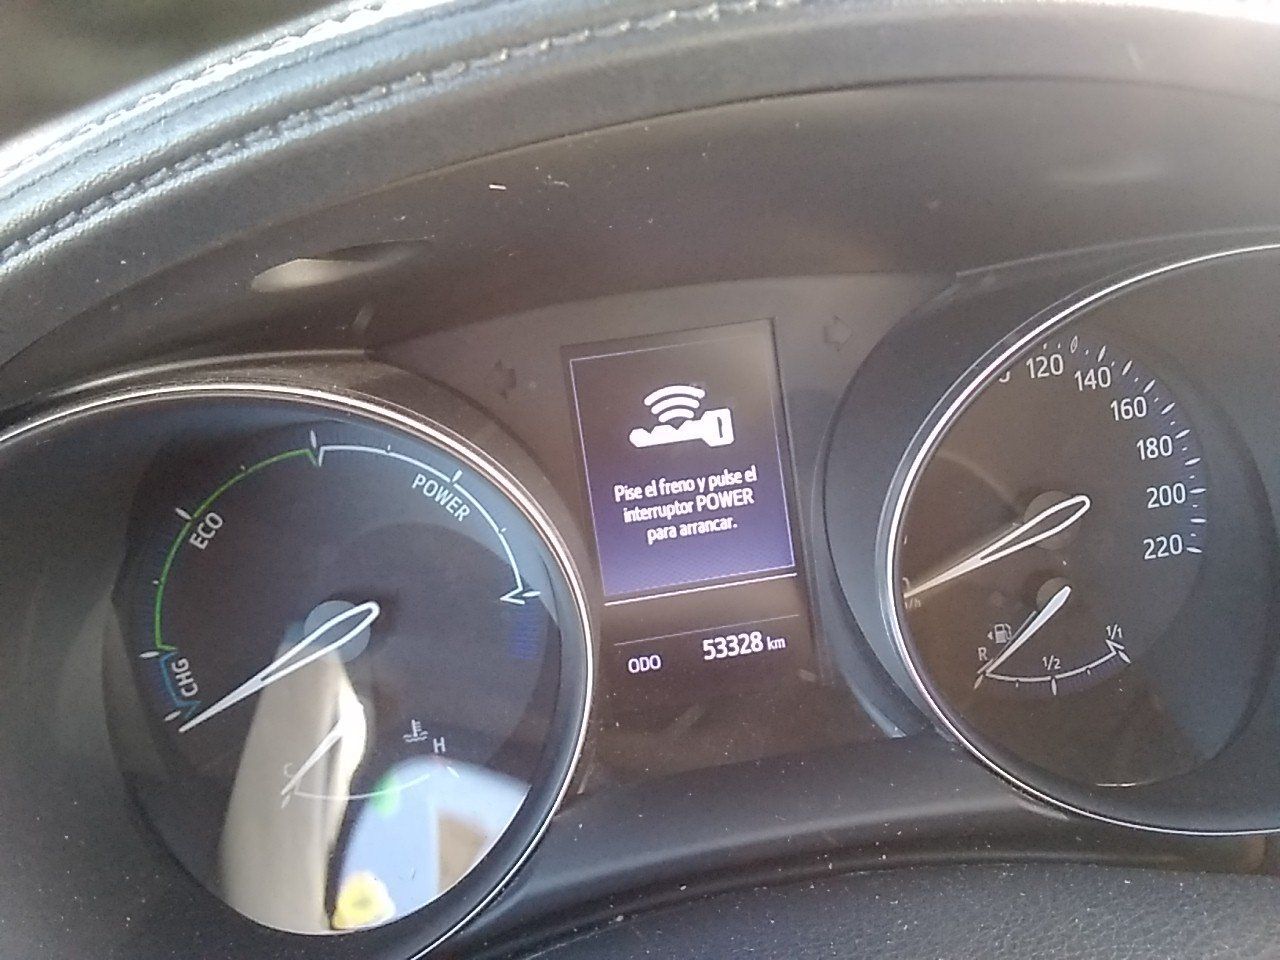 POWER
ECO
CHG
C
H
Pise el freno y pulse el
interruptor POWER
para arrancar.
ODO 53328 km
120
140
160
180
200
220
R
1/2
1/1